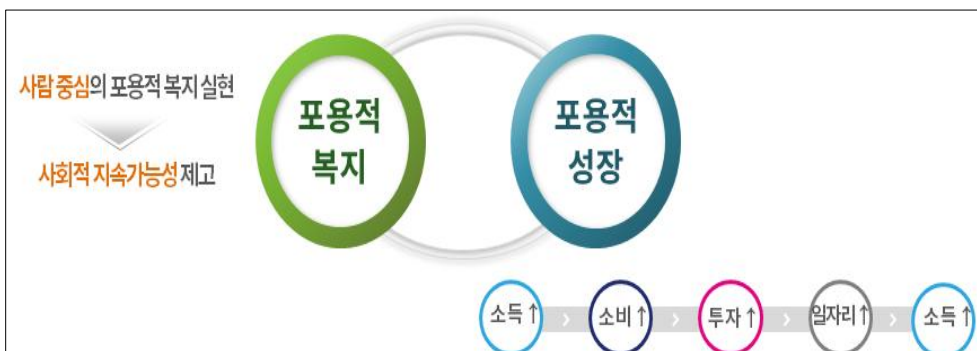 사람 중심의 포용적 복지 실현
사회적 지속가능성 제고
포용적
복지
포용적
성장
소득 ↑
소비 ↑
투자 ↑
일자리 ↑
소득 ↑